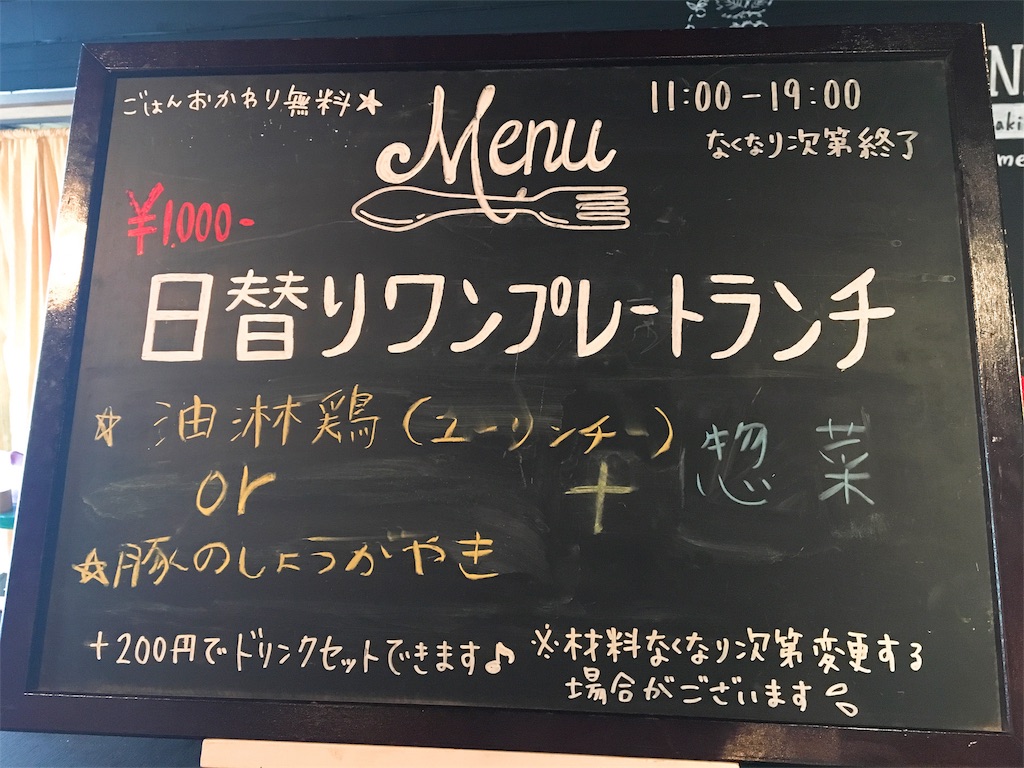 ごはんおかわり無料☆
Menu
11:00-19:00
なくなり次第終了
¥1,000-
日替りワンプレートランチ
☆ 油淋鶏(ユーリンチー)
or
+ 惣菜
☆豚のしょうがやき
+200円でドリンクセットできます♪
※材料なくなり次第変更する
場合がございます。